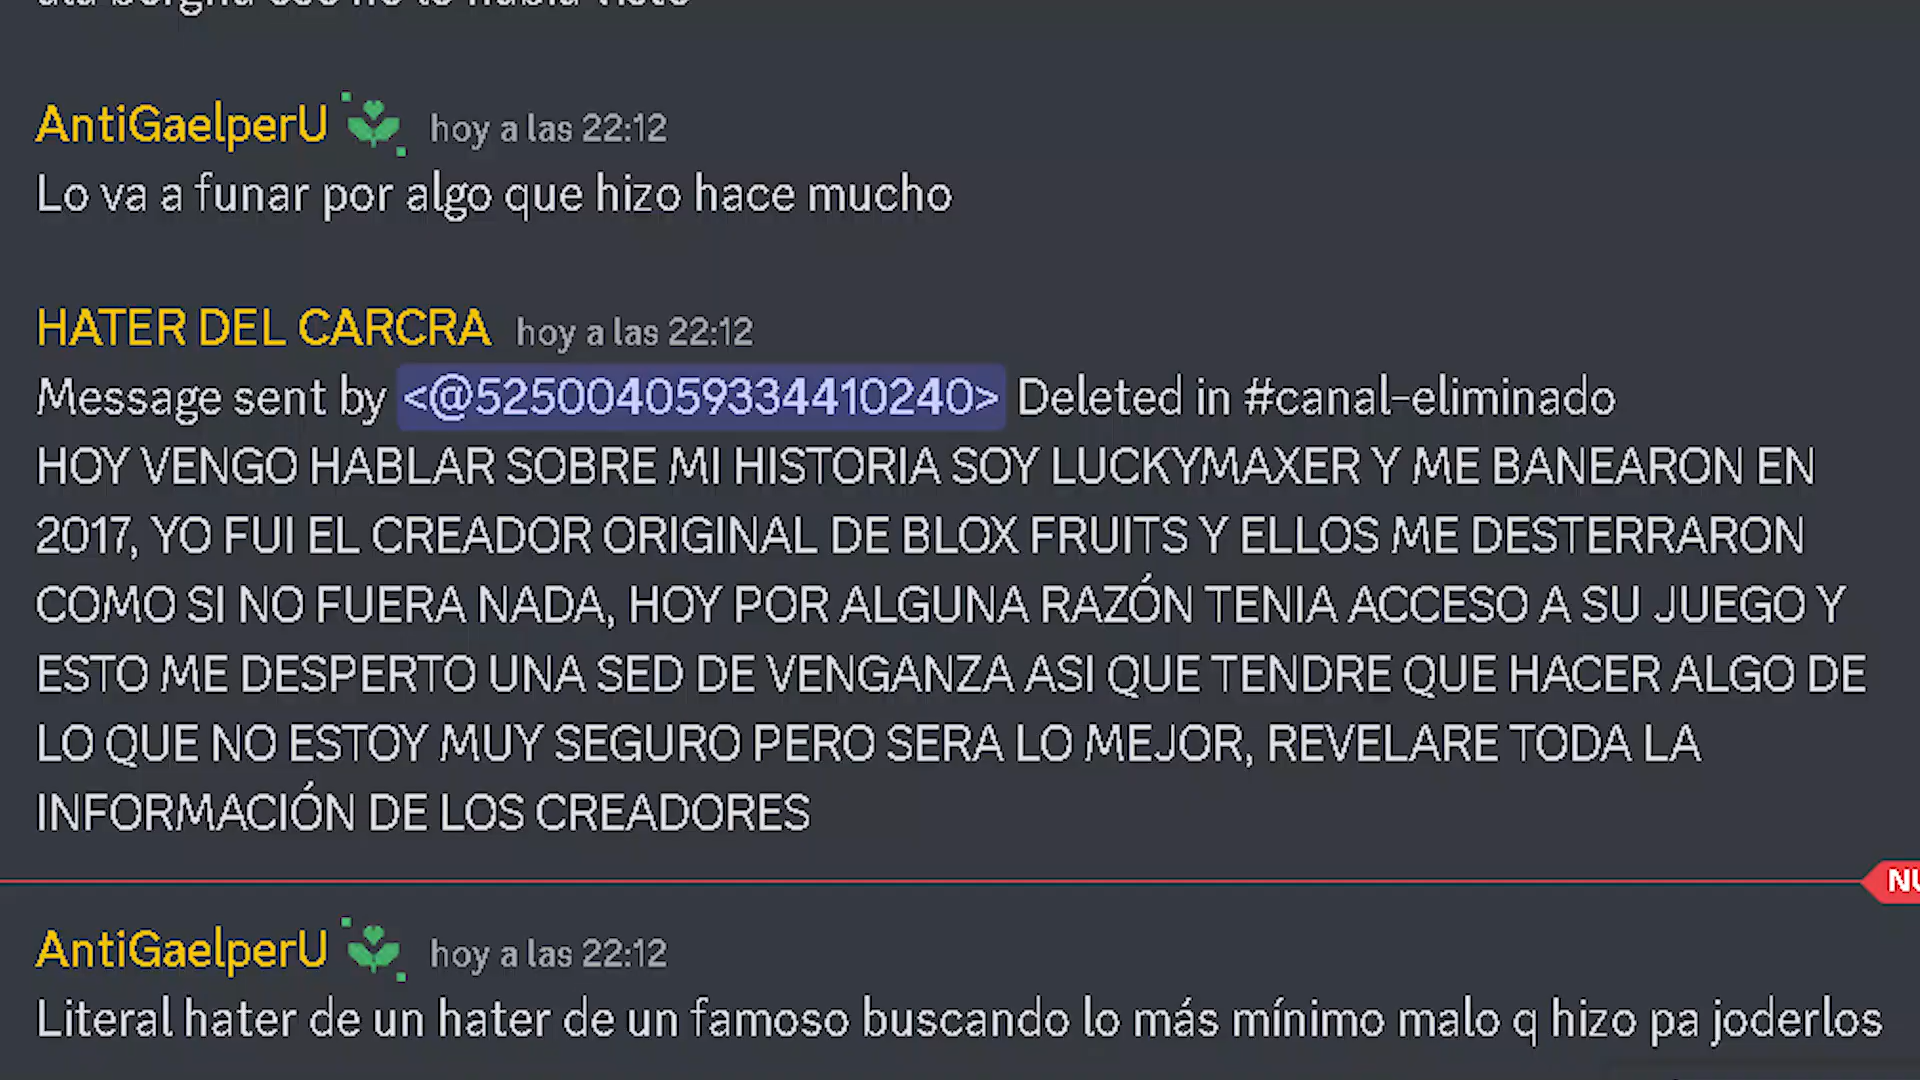 AntiGaelperU hoy a las 22:12
Lo va a funar por algo que hizo hace mucho
HATER DEL CARCRA hoy a las 22:12
Message sent by <@525004059334410240> Deleted in #canal-eliminado
HOY VENGO HABLAR SOBRE MI HISTORIA SOY LUCKYMAXER Y ME BANEARON EN
2017, YO FUI EL CREADOR ORIGINAL DE BLOX FRUITS Y ELLOS ME DESTERRARON
COMO SI NO FUERA NADA, HOY POR ALGUNA RAZÓN TENIA ACCESO A SU JUEGO Y
ESTO ME DESPERTO UNA SED DE VENGANZA ASI QUE TENDRE QUE HACER ALGO DE
LO QUE NO ESTOY MUY SEGURO PERO SERA LO MEJOR, REVELARE TODA LA
INFORMACIÓN DE LOS CREADORES
AntiGaelperU hoy a las 22:12
Literal hater de un hater de un famoso buscando lo más mínimo malo q hizo pa joderlos